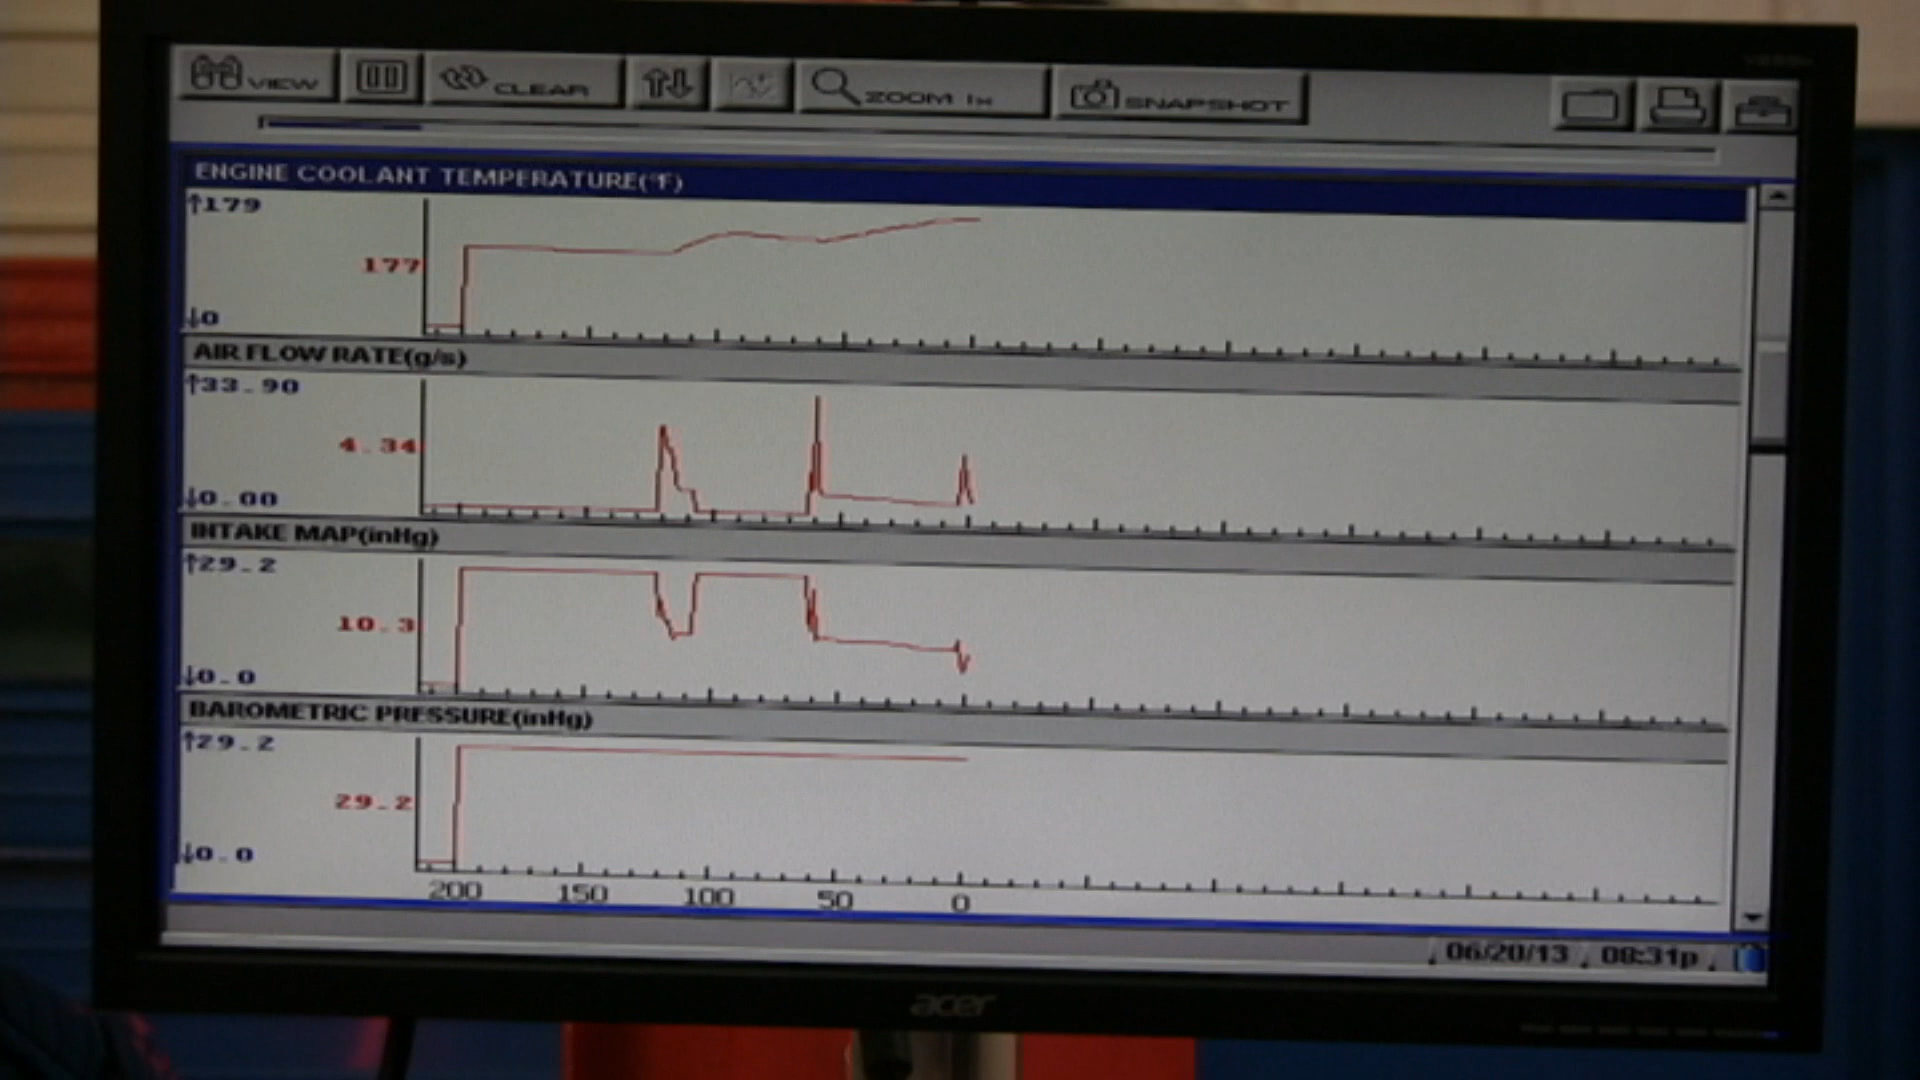 VIEW CLEAR ZOOM 1x SNAPSHOT
ENGINE COOLANT TEMPERATURE(°F)
↑179
177
↓0
AIR FLOW RATE(g/s)
↑33.90
4.34
↓0.00
INTAKE MAP(inHg)
↑29.2
10.3
↓0.0
BAROMETRIC PRESSURE(inHg)
↑29.2
29.2
↓0.0
200 150 100 50 0
06/20/13 08:31p
acer